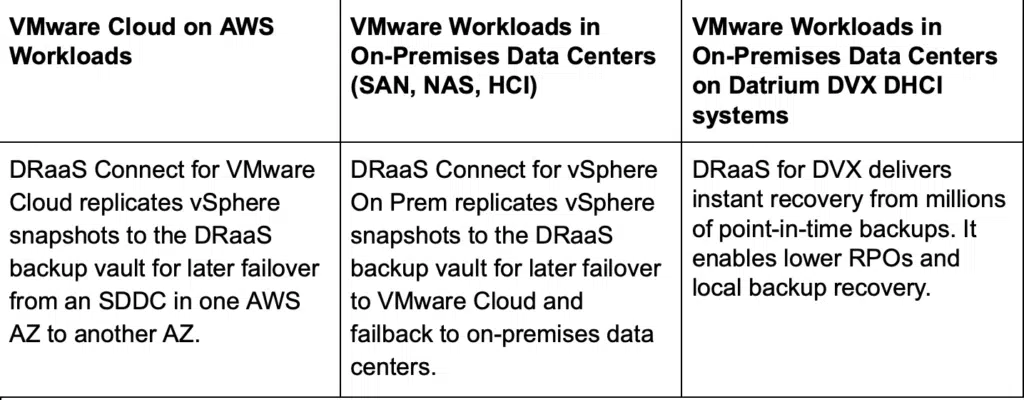 VMware Cloud on AWS
Workloads
VMware Workloads in
On-Premises Data Centers
(SAN, NAS, HCI)
VMware Workloads in
On-Premises Data Centers
on Datrium DVX DHCI
systems
DRaaS Connect for VMware
Cloud replicates vSphere
snapshots to the DRaaS
backup vault for later failover
from an SDDC in one AWS
AZ to another AZ.
DRaaS Connect for vSphere
On Prem replicates vSphere
snapshots to the DRaaS
backup vault for later failover
to VMware Cloud and
failback to on-premises data
centers.
DRaaS for DVX delivers
instant recovery from millions
of point-in-time backups. It
enables lower RPOs and
local backup recovery.